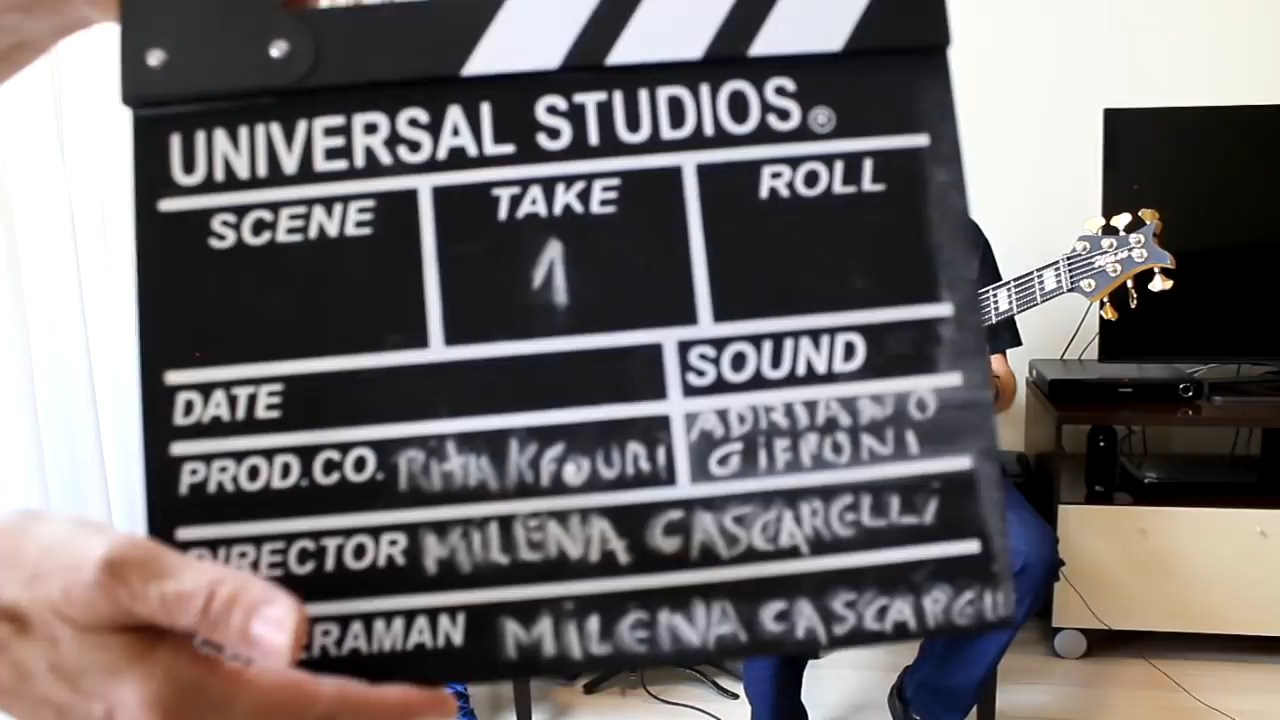 UNIVERSAL STUDIOS®
SCENE
TAKE
ROLL
1
DATE
SOUND
PROD.CO. Rita KFOURI
ADRIANO
GIFFONI
DIRECTOR MILENA CASCARELLI
ERAMAN MILENA CASCARELLI